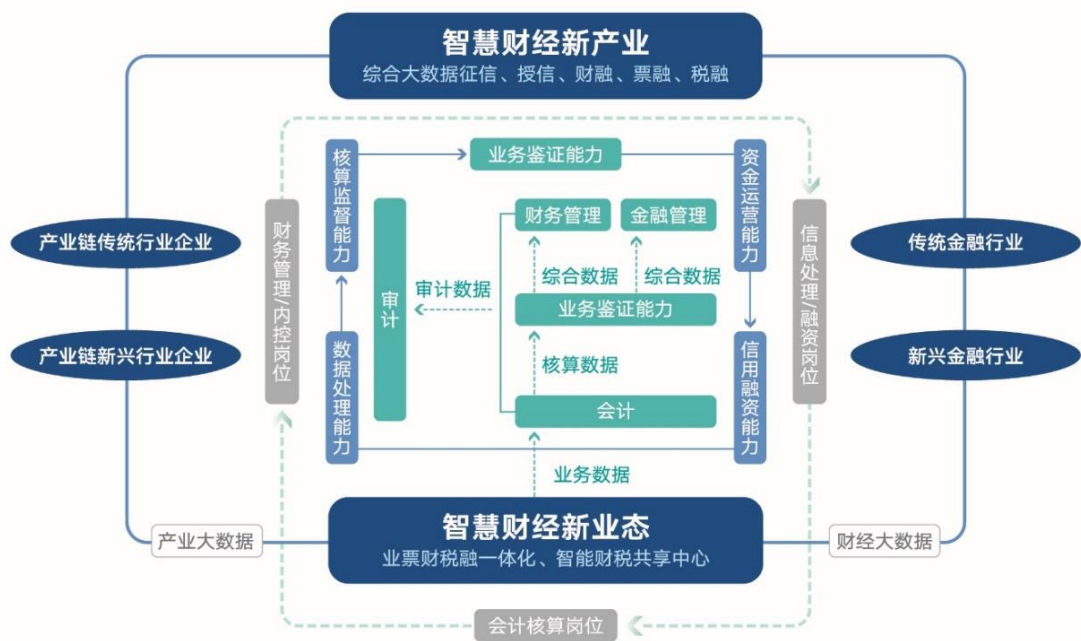 智慧财经新产业
综合大数据征信、授信、财融、票融、税融
业务鉴证能力
核算监督能力
资金运营能力
财务管理
金融管理
财务管理/内控岗位
信息处理/融资岗位
产业链传统行业企业
传统金融行业
审计
审计数据
综合数据
综合数据
业务鉴证能力
产业链新兴行业企业
新兴金融行业
数据处理能力
信用融资能力
核算数据
会计
业务数据
智慧财经新业态
业票财税融一体化、智能财税共享中心
产业大数据
财经大数据
会计核算岗位